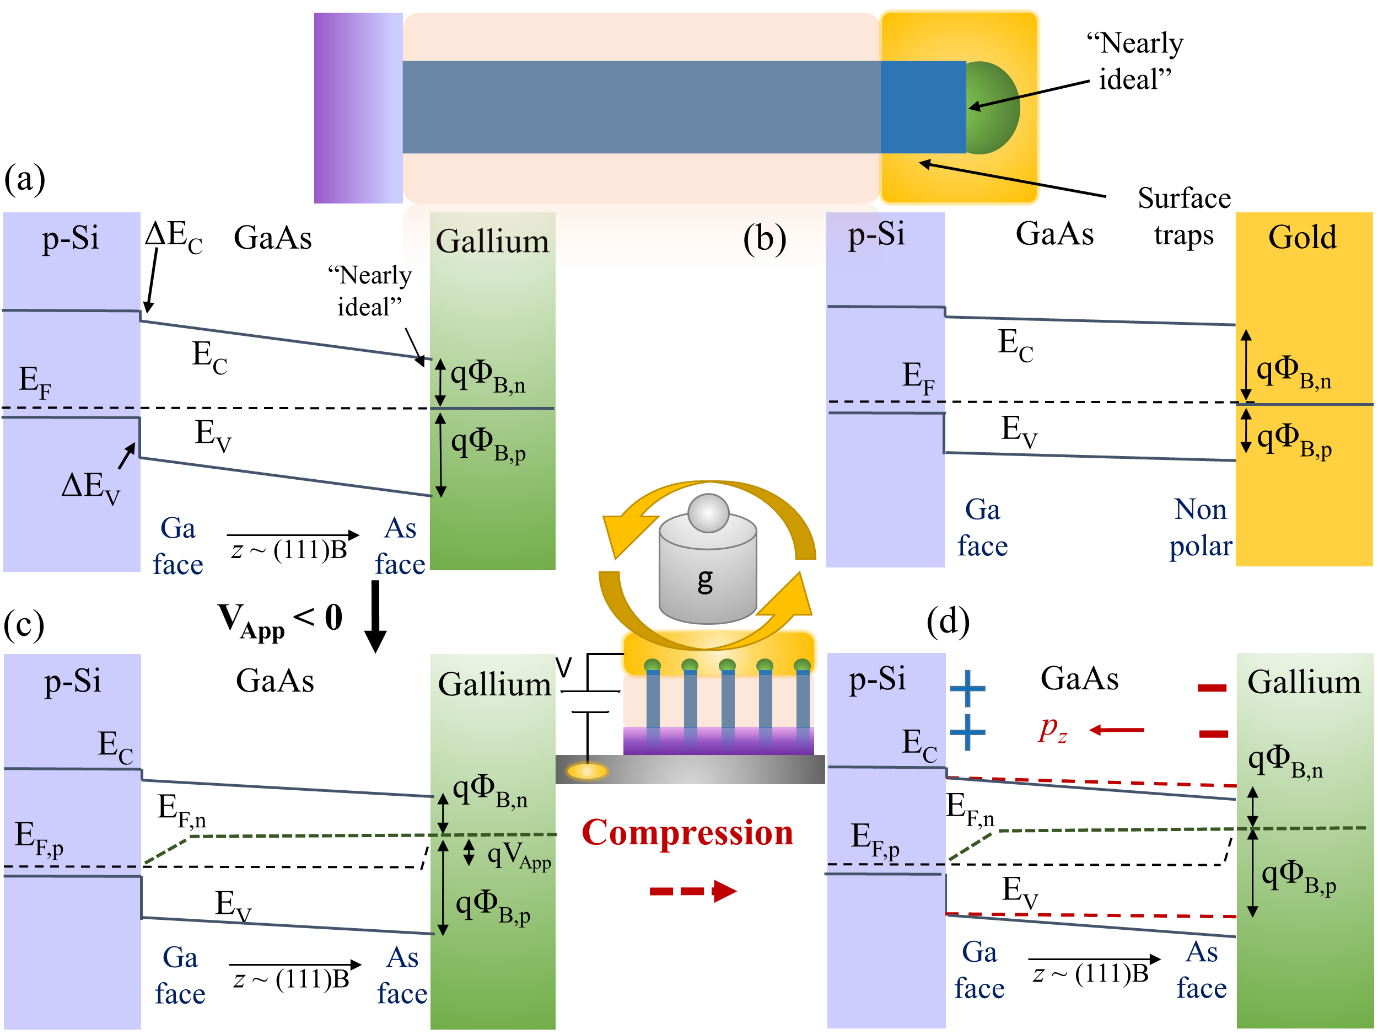 “Nearly
ideal”
Surface
traps
(a)
p-Si
ΔE_C
GaAs
Gallium
“Nearly
ideal”
E_C
qΦ_B,n
E_F
E_V
qΦ_B,p
ΔE_V
Ga
face
z ~ (111)B
As
face
(b)
p-Si
GaAs
Gold
E_C
qΦ_B,n
E_F
E_V
qΦ_B,p
Ga
face
Non
polar
V_App < 0
g
V
Compression
(c)
p-Si
GaAs
Gallium
E_C
qΦ_B,n
E_F,n
E_F,p
qV_App
qΦ_B,p
E_V
Ga
face
z ~ (111)B
As
face
(d)
p-Si
+
GaAs
−
Gallium
+
p_z
−
E_C
qΦ_B,n
E_F,n
E_F,p
qΦ_B,p
E_V
Ga
face
z ~ (111)B
As
face